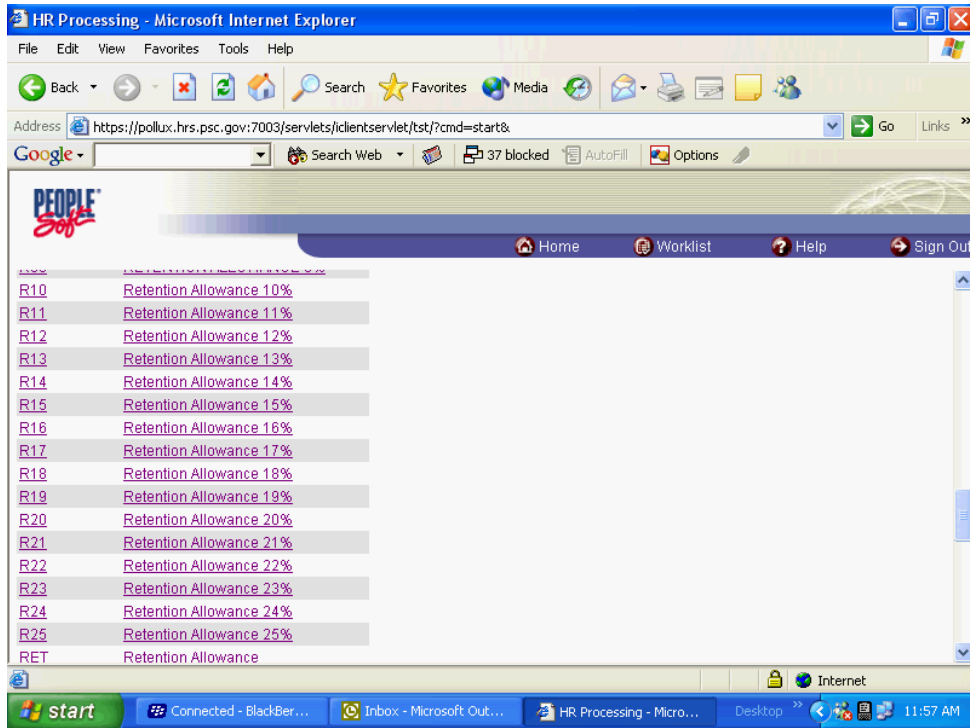 HR Processing - Microsoft Internet Explorer
File Edit View Favorites Tools Help
Back Search Favorites Media
Address https://pollux.hrs.psc.gov:7003/servlets/iclientservlet/tst/?cmd=start& Go Links »
Google Search Web 37 blocked AutoFill Options
PEOPLE
Soft
Home Worklist Help Sign Out
R10 Retention Allowance 10%
R11 Retention Allowance 11%
R12 Retention Allowance 12%
R13 Retention Allowance 13%
R14 Retention Allowance 14%
R15 Retention Allowance 15%
R16 Retention Allowance 16%
R17 Retention Allowance 17%
R18 Retention Allowance 18%
R19 Retention Allowance 19%
R20 Retention Allowance 20%
R21 Retention Allowance 21%
R22 Retention Allowance 22%
R23 Retention Allowance 23%
R24 Retention Allowance 24%
R25 Retention Allowance 25%
RET Retention Allowance
Internet
start Connected - BlackBer... Inbox - Microsoft Out... HR Processing - Micro... Desktop » 11:57 AM